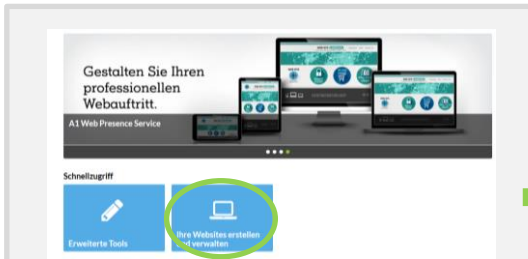 Gestalten Sie Ihren
professionellen
Webauftritt.
A1 Web Presence Service
Schnellzugriff
Erweiterte Tools
Ihre Websites erstellen
und verwalten